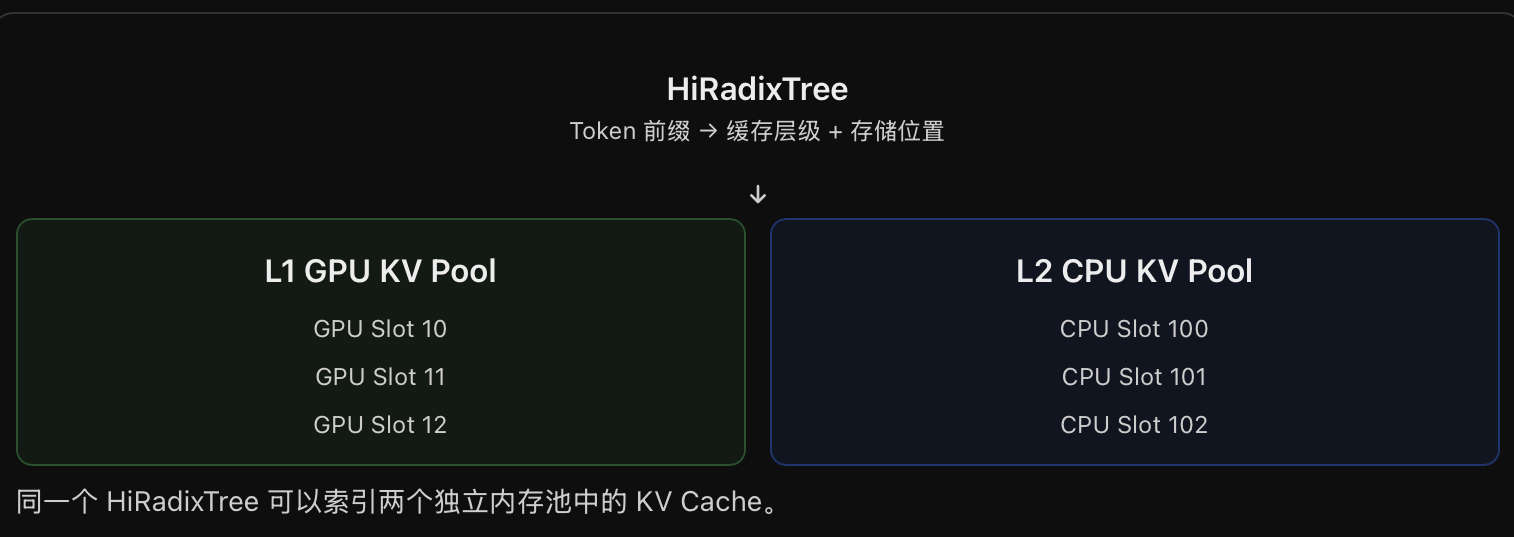 HiRadixTree
Token 前缀 → 缓存层级 + 存储位置
↓
L1 GPU KV Pool
GPU Slot 10
GPU Slot 11
GPU Slot 12
L2 CPU KV Pool
CPU Slot 100
CPU Slot 101
CPU Slot 102
同一个 HiRadixTree 可以索引两个独立内存池中的 KV Cache。